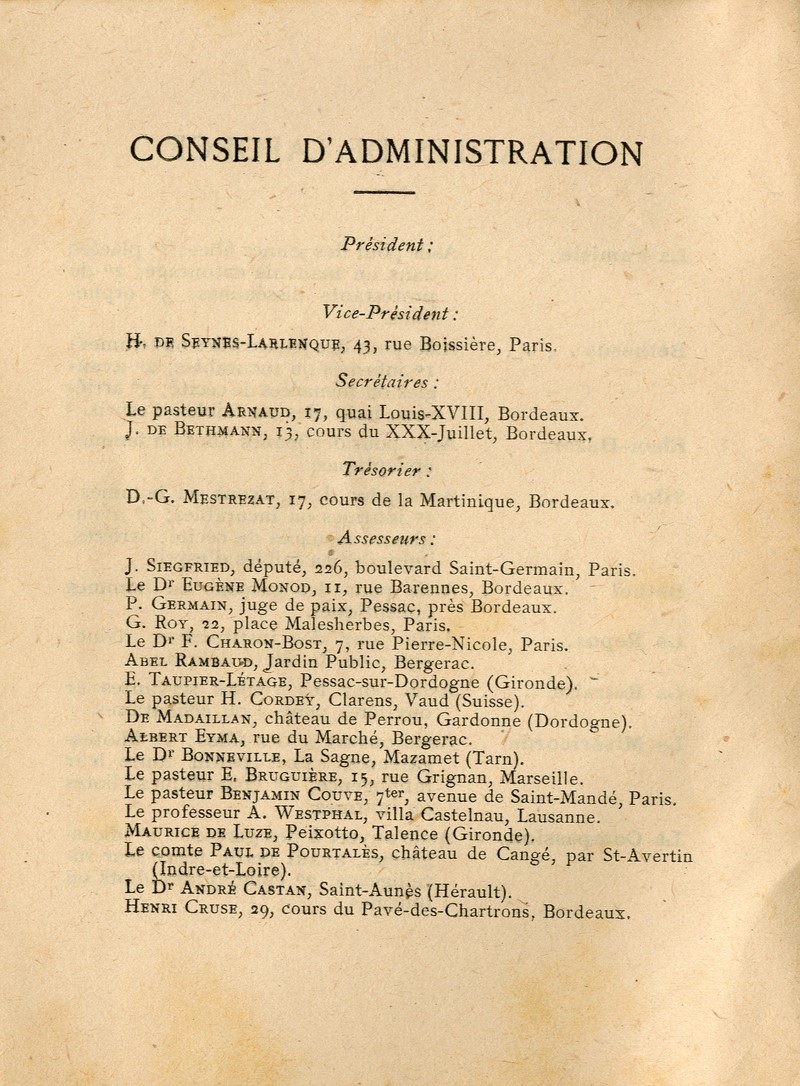 CONSEIL D'ADMINISTRATION
Président :
Vice-Président :
H. DE SEYNES-LARLENQUE, 43, rue Boissière, Paris.
Secrétaires :
Le pasteur ARNAUD, 17, quai Louis-XVIII, Bordeaux.
J. DE BETHMANN, 13, cours du XXX-Juillet, Bordeaux.
Trésorier :
D.-G. MESTREZAT, 17, cours de la Martinique, Bordeaux.
Assesseurs :
J. SIEGFRIED, député, 226, boulevard Saint-Germain, Paris.
Le Dr EUGÈNE MONOD, 11, rue Barennes, Bordeaux.
P. GERMAIN, juge de paix, Pessac, près Bordeaux.
G. ROY, 22, place Malesherbes, Paris.
Le Dr F. CHARON-BOST, 7, rue Pierre-Nicole, Paris.
ABEL RAMBAUD, Jardin Public, Bergerac.
E. TAUPIER-LÉTAGE, Pessac-sur-Dordogne (Gironde).
Le pasteur H. CORDEY, Clarens, Vaud (Suisse).
DE MADAILLAN, château de Perrou, Gardonne (Dordogne).
ALBERT EYMA, rue du Marché, Bergerac.
Le Dr BONNEVILLE, La Sagne, Mazamet (Tarn).
Le pasteur E. BRUGUIÈRE, 15, rue Grignan, Marseille.
Le pasteur BENJAMIN COUVE, 7ter, avenue de Saint-Mandé, Paris.
Le professeur A. WESTPHAL, villa Castelnau, Lausanne.
MAURICE DE LUZE, Peixotto, Talence (Gironde).
Le comte PAUL DE POURTALÈS, château de Cangé, par St-Avertin
(Indre-et-Loire).
Le Dr ANDRÉ CASTAN, Saint-Aunès (Hérault).
HENRI CRUSE, 29, cours du Pavé-des-Chartrons, Bordeaux.